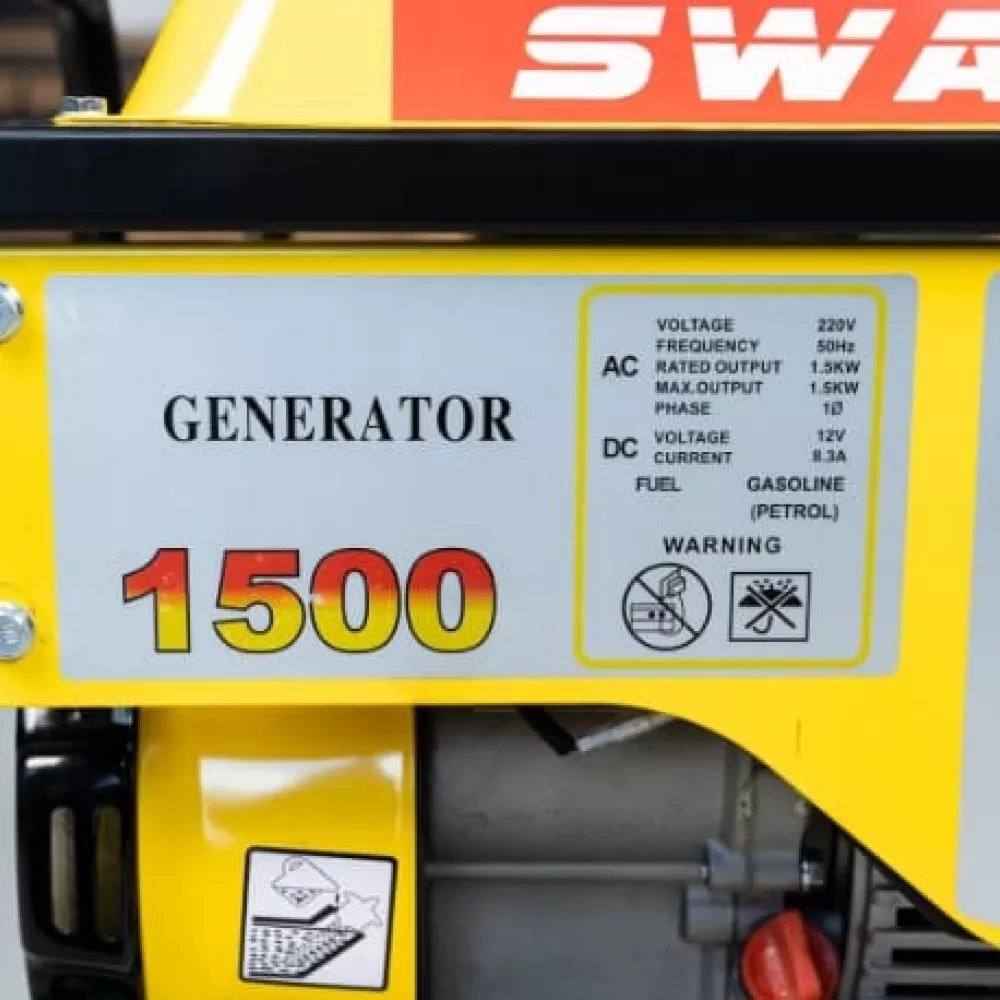 SWA
GENERATOR
1500
AC
VOLTAGE 220V
FREQUENCY 50Hz
RATED OUTPUT 1.5KW
MAX.OUTPUT 1.5KW
PHASE 1Ø
DC
VOLTAGE 12V
CURRENT 8.3A
FUEL GASOLINE
(PETROL)
WARNING